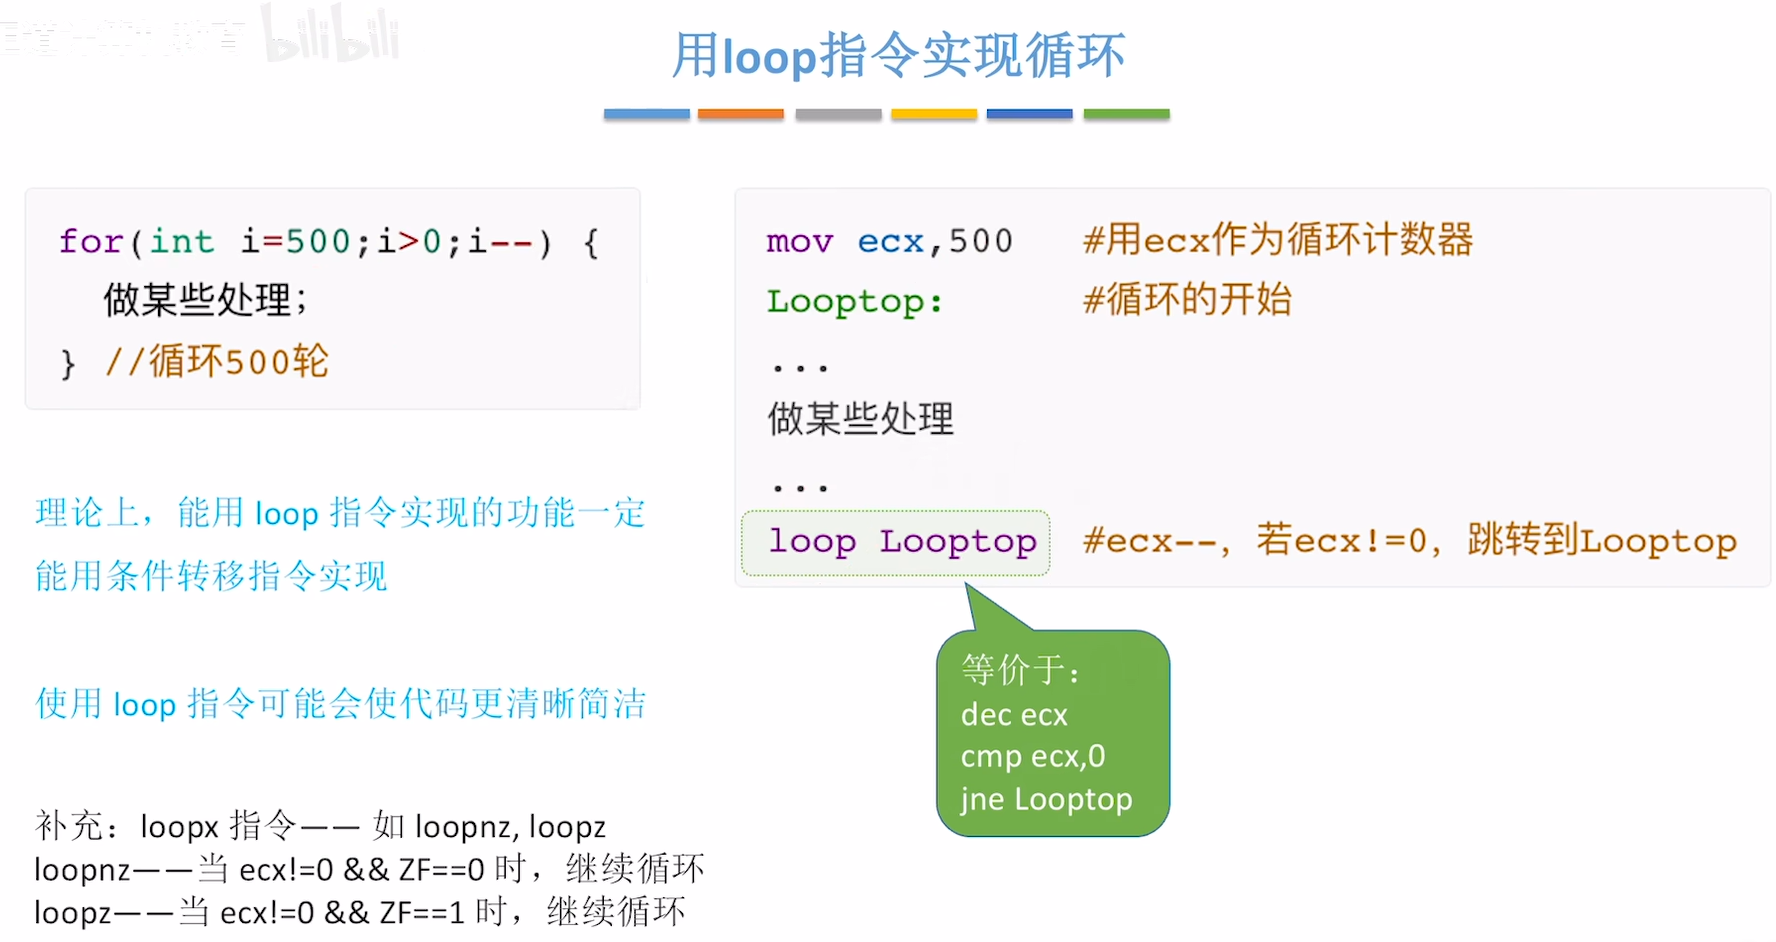 bilibili
用loop指令实现循环
for(int i=500;i>0;i--) {
做某些处理；
} //循环500轮
理论上，能用 loop 指令实现的功能一定
能用条件转移指令实现
使用 loop 指令可能会使代码更清晰简洁
补充：loopx 指令—— 如 loopnz, loopz
loopnz——当 ecx!=0 && ZF==0 时，继续循环
loopz——当 ecx!=0 && ZF==1 时，继续循环
mov ecx,500 #用ecx作为循环计数器
Looptop: #循环的开始
...
做某些处理
...
loop Looptop #ecx--，若ecx!=0，跳转到Looptop
等价于：
dec ecx
cmp ecx,0
jne Looptop